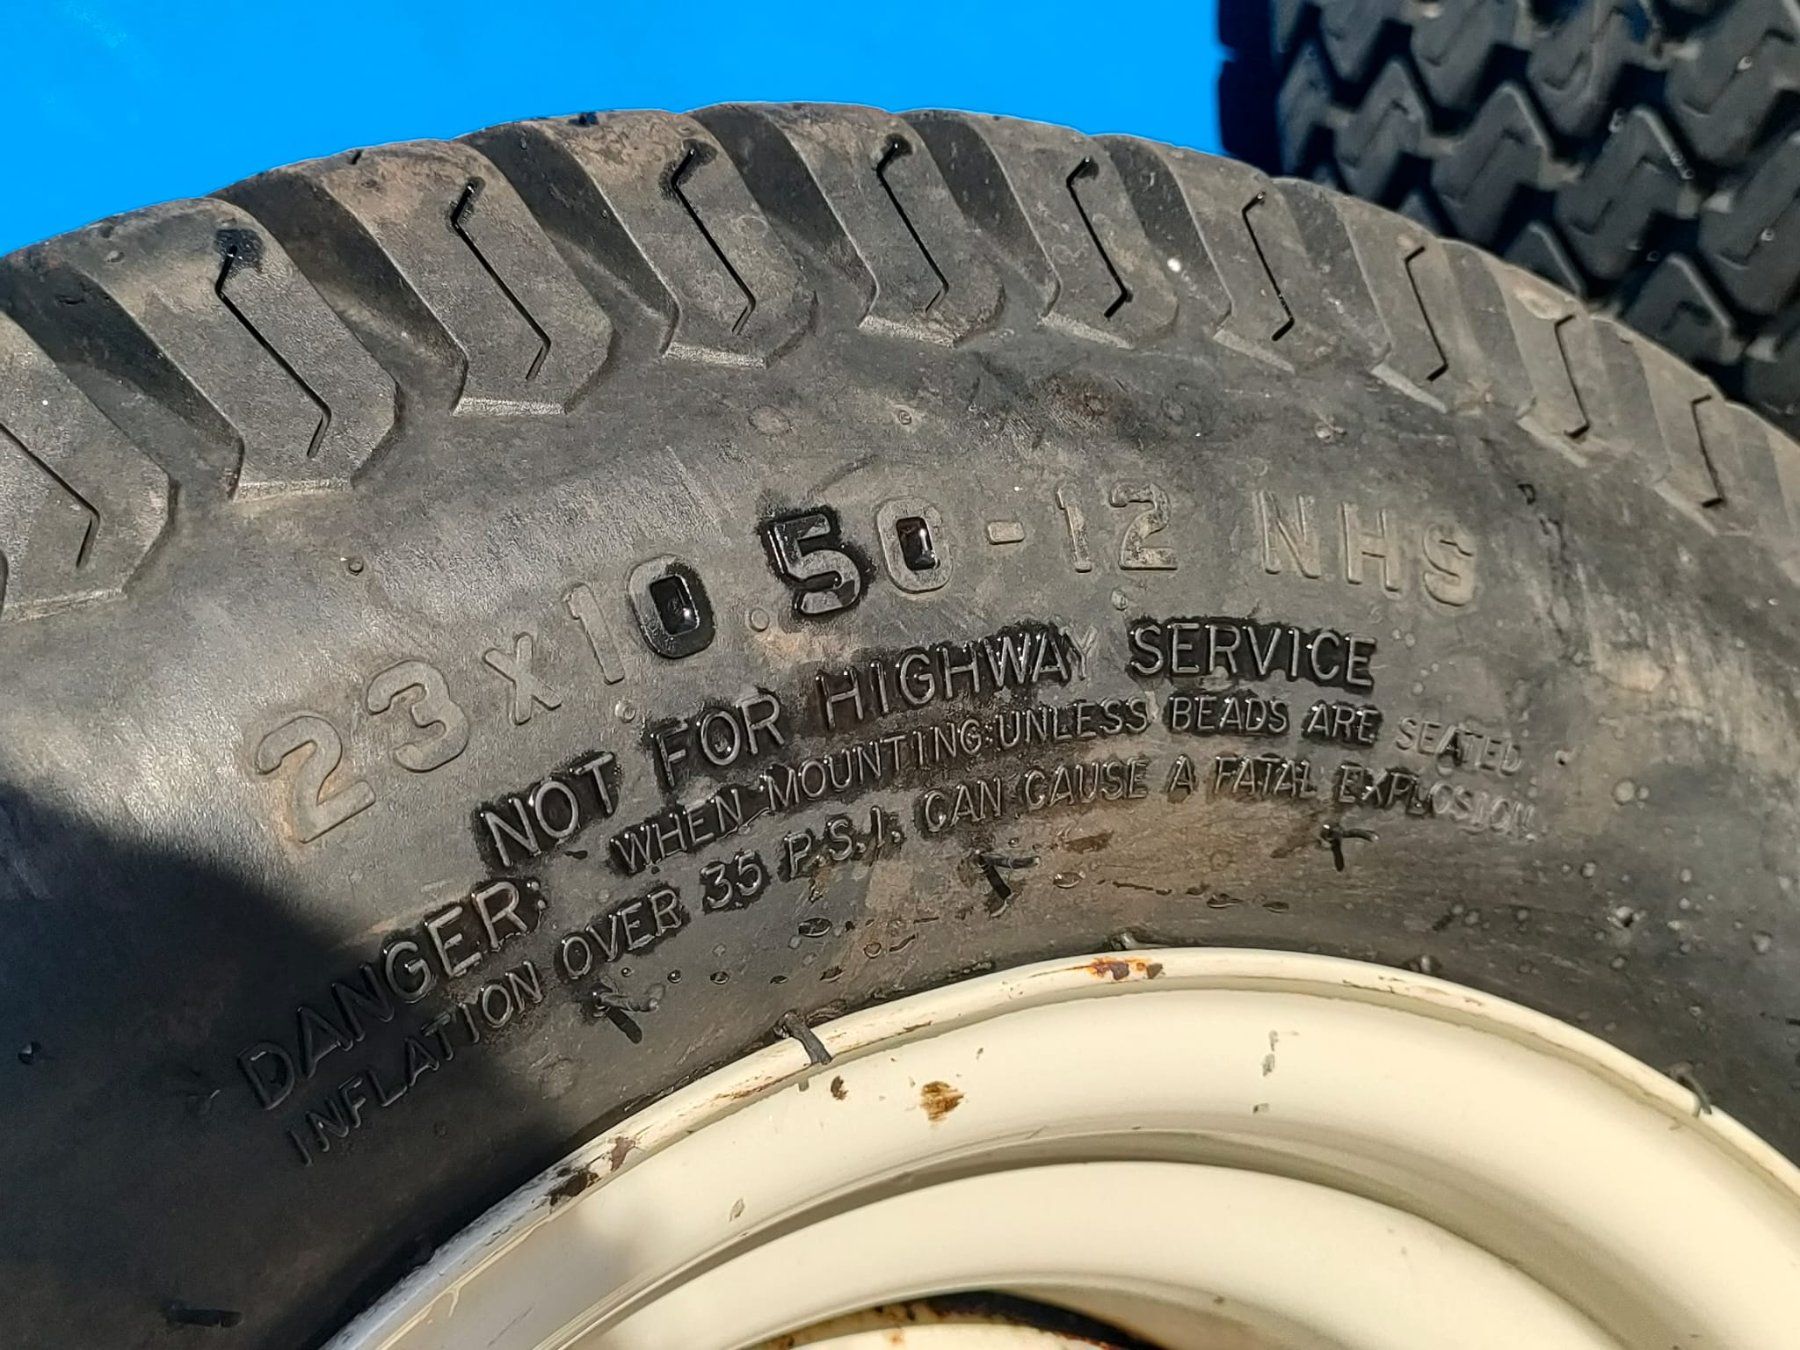 23x10.50-12 NHS
NOT FOR HIGHWAY SERVICE
DANGER: WHEN MOUNTING:UNLESS BEADS ARE SEATED
INFLATION OVER 35 P.S.I. CAN CAUSE A FATAL EXPLOSION.